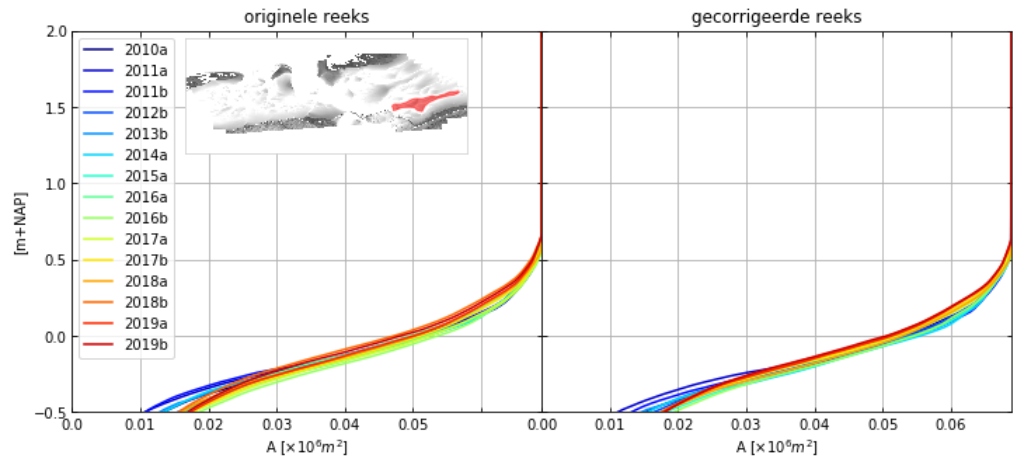 originele reeks
gecorrigeerde reeks
[m+NAP]
2.0
1.5
1.0
0.5
0.0
−0.5
2010a
2011a
2011b
2012b
2013b
2014a
2015a
2016a
2016b
2017a
2017b
2018a
2018b
2019a
2019b
0.0 0.01 0.02 0.03 0.04 0.05 0.00 0.01 0.02 0.03 0.04 0.05 0.06
A [×10⁶m²]
A [×10⁶m²]